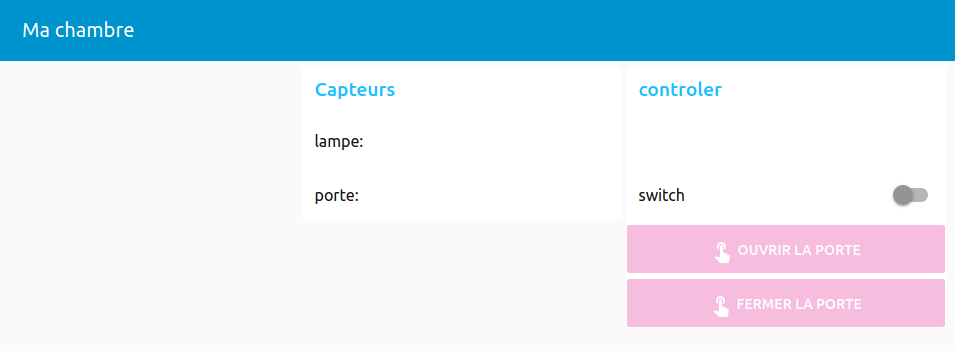 Ma chambre
Capteurs
lampe:
porte:
controler
switch
OUVRIR LA PORTE
FERMER LA PORTE